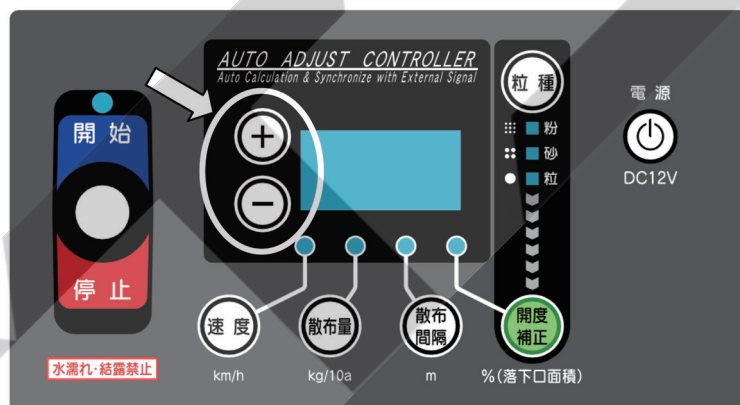 AUTO ADJUST CONTROLLER
Auto Calculation & Synchronize with External Signal
開始
停止
水濡れ・結露禁止
+
−
粒種
粉
砂
粒
電源
DC12V
速度
km/h
散布量
kg/10a
散布
間隔
m
開度
補正
%(落下口面積)